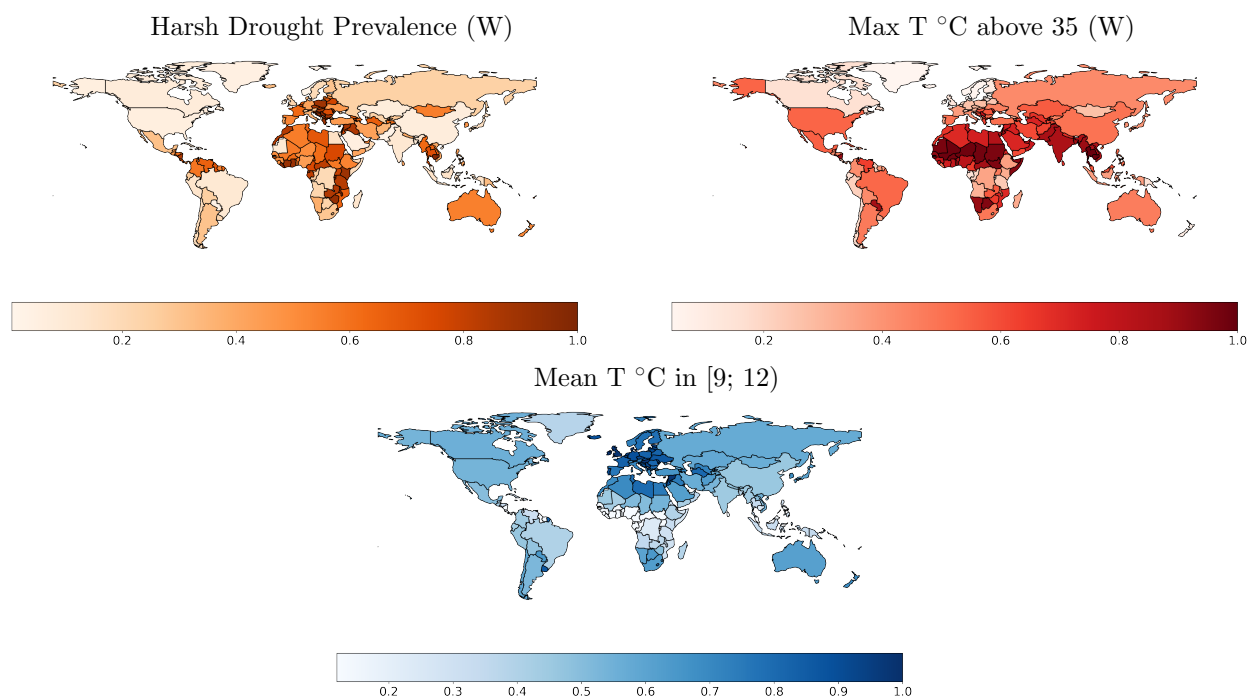 Harsh Drought Prevalence (W)
Max T °C above 35 (W)
0.2 0.4 0.6 0.8 1.0
0.2 0.4 0.6 0.8 1.0
Mean T °C in [9; 12)
0.2 0.3 0.4 0.5 0.6 0.7 0.8 0.9 1.0